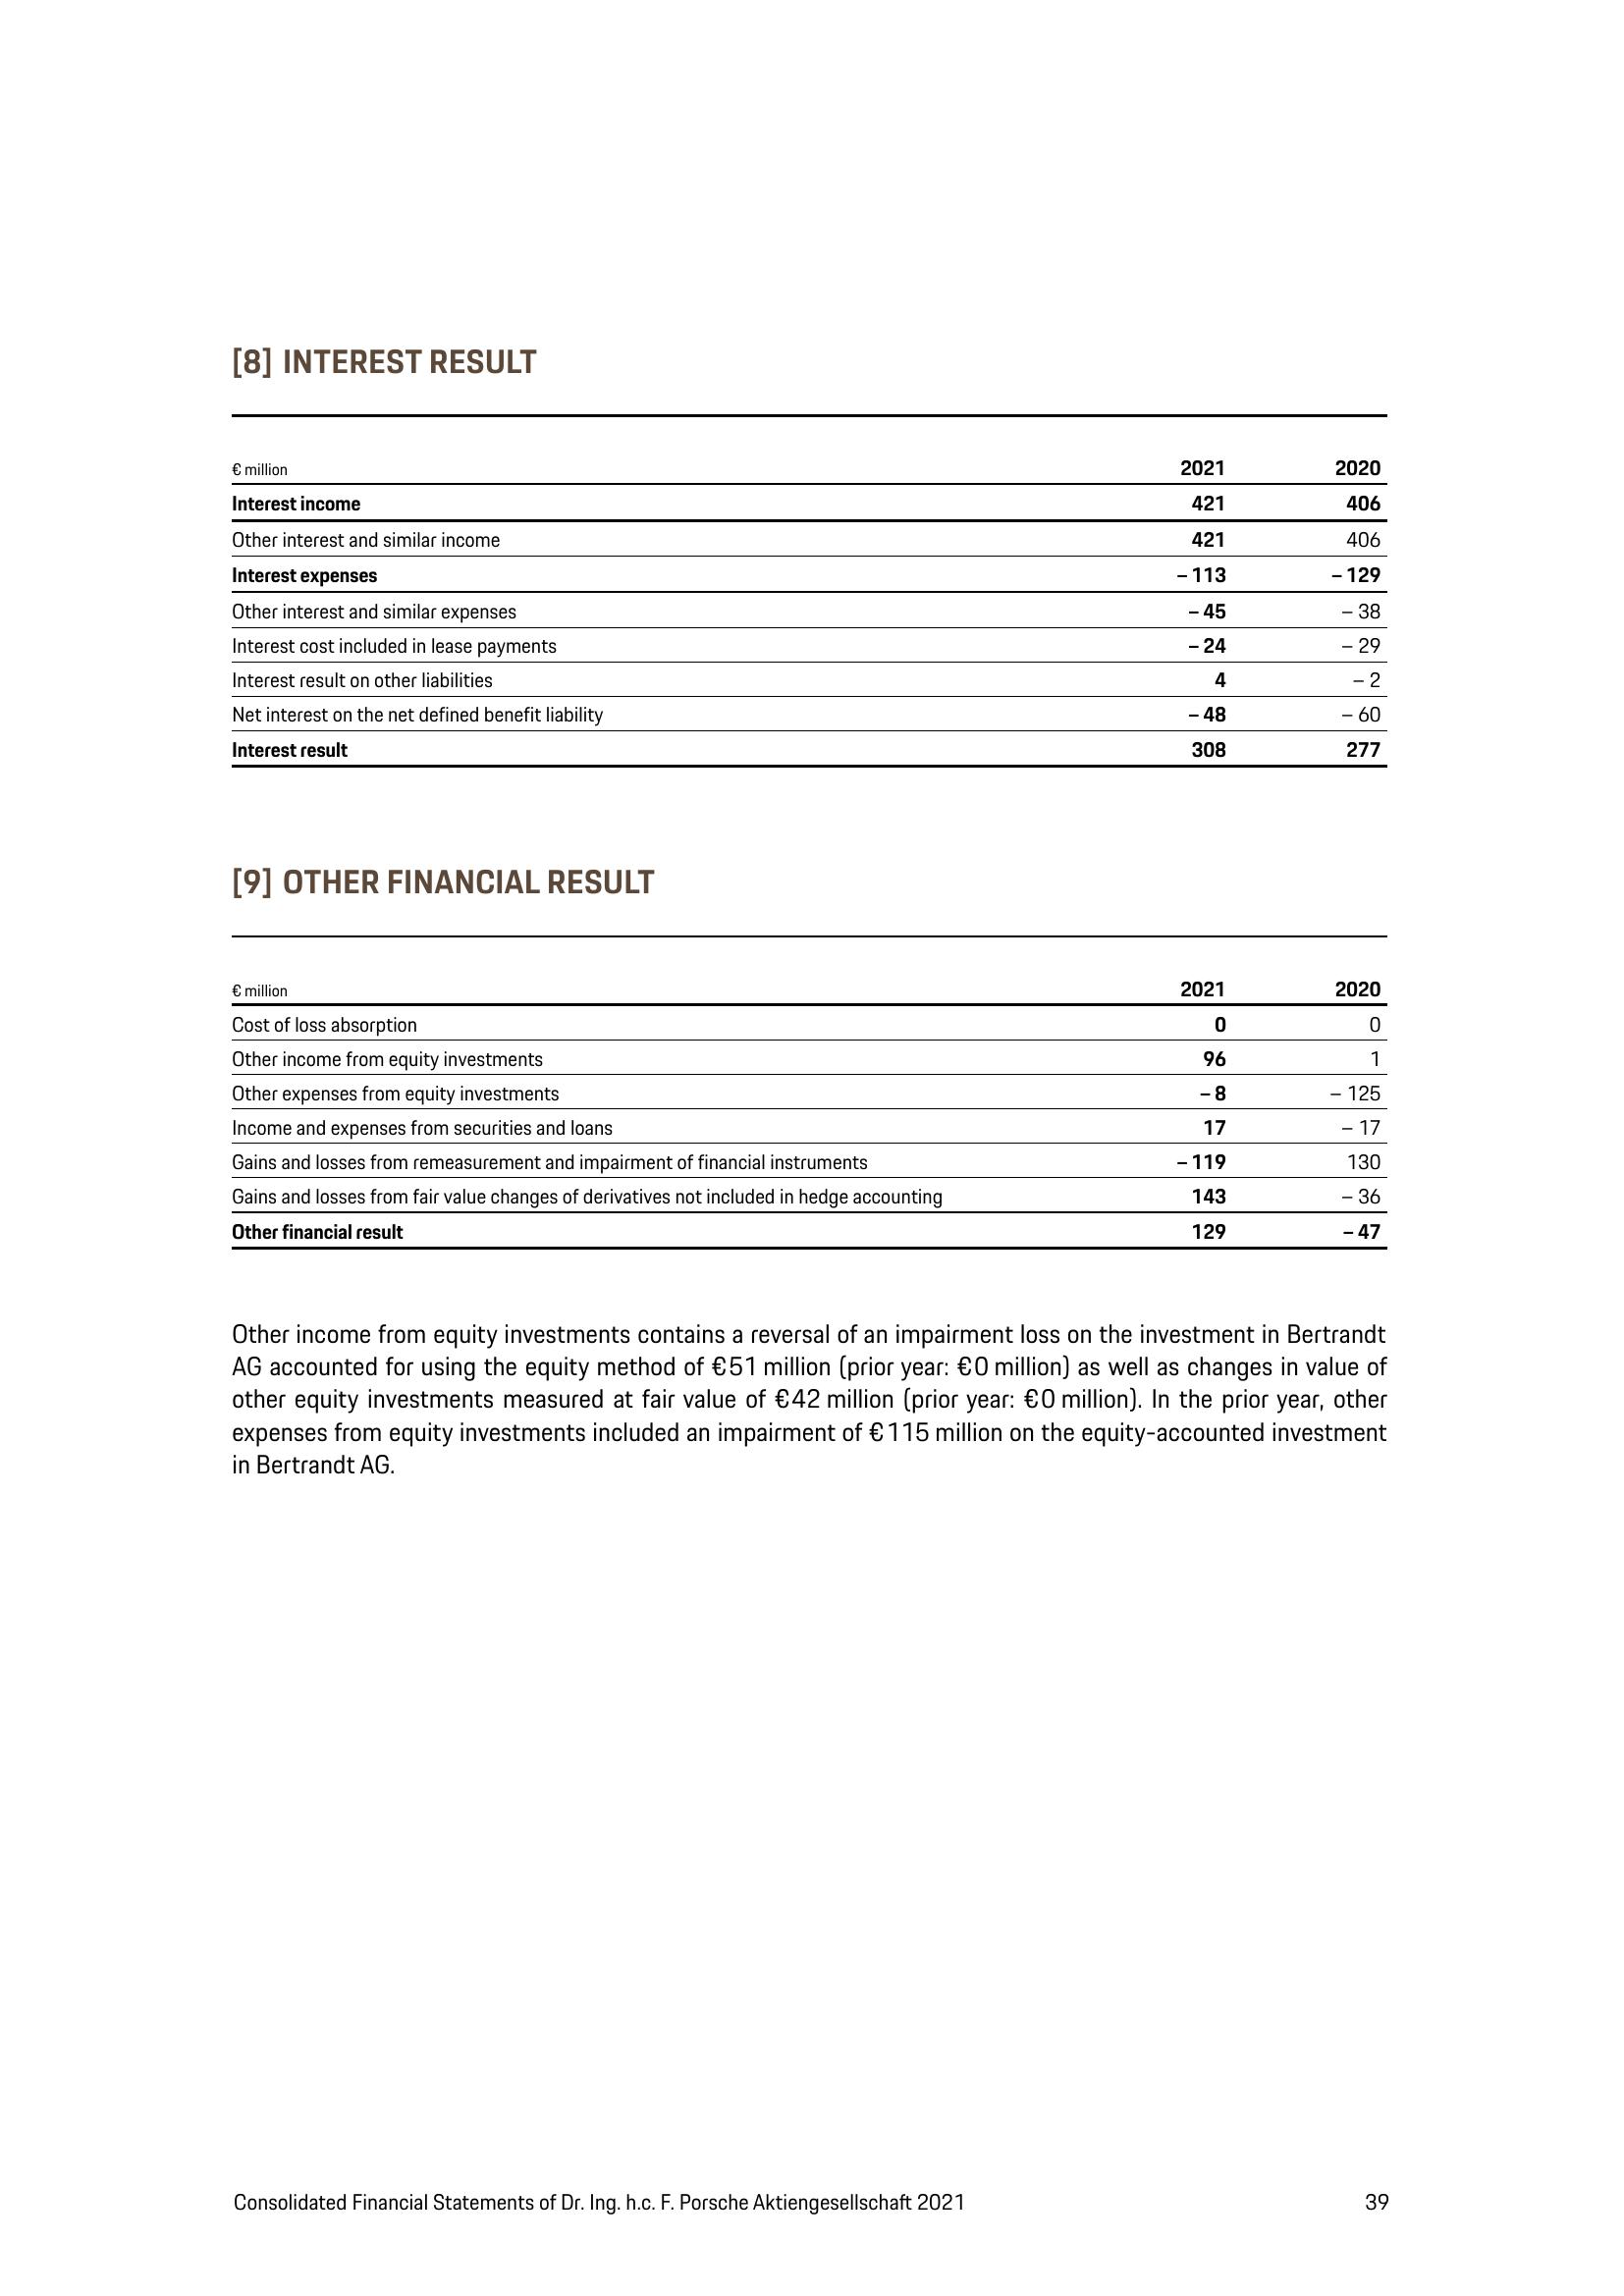 [8] INTEREST RESULT
€ million 2021 2020
Interest income 421 406
Other interest and similar income 421 406
Interest expenses – 113 – 129
Other interest and similar expenses – 45 – 38
Interest cost included in lease payments – 24 – 29
Interest result on other liabilities 4 – 2
Net interest on the net defined benefit liability – 48 – 60
Interest result 308 277
[9] OTHER FINANCIAL RESULT
€ million 2021 2020
Cost of loss absorption 0 0
Other income from equity investments 96 1
Other expenses from equity investments – 8 – 125
Income and expenses from securities and loans 17 – 17
Gains and losses from remeasurement and impairment of financial instruments – 119 130
Gains and losses from fair value changes of derivatives not included in hedge accounting 143 – 36
Other financial result 129 – 47
Other income from equity investments contains a reversal of an impairment loss on the investment in Bertrandt
AG accounted for using the equity method of €51 million (prior year: €0 million) as well as changes in value of
other equity investments measured at fair value of €42 million (prior year: €0 million). In the prior year, other
expenses from equity investments included an impairment of €115 million on the equity-accounted investment
in Bertrandt AG.
Consolidated Financial Statements of Dr. Ing. h.c. F. Porsche Aktiengesellschaft 2021 39